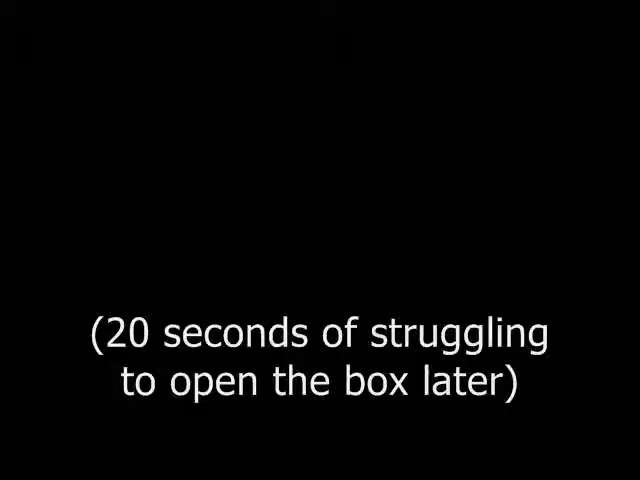 (20 seconds of struggling
to open the box later)